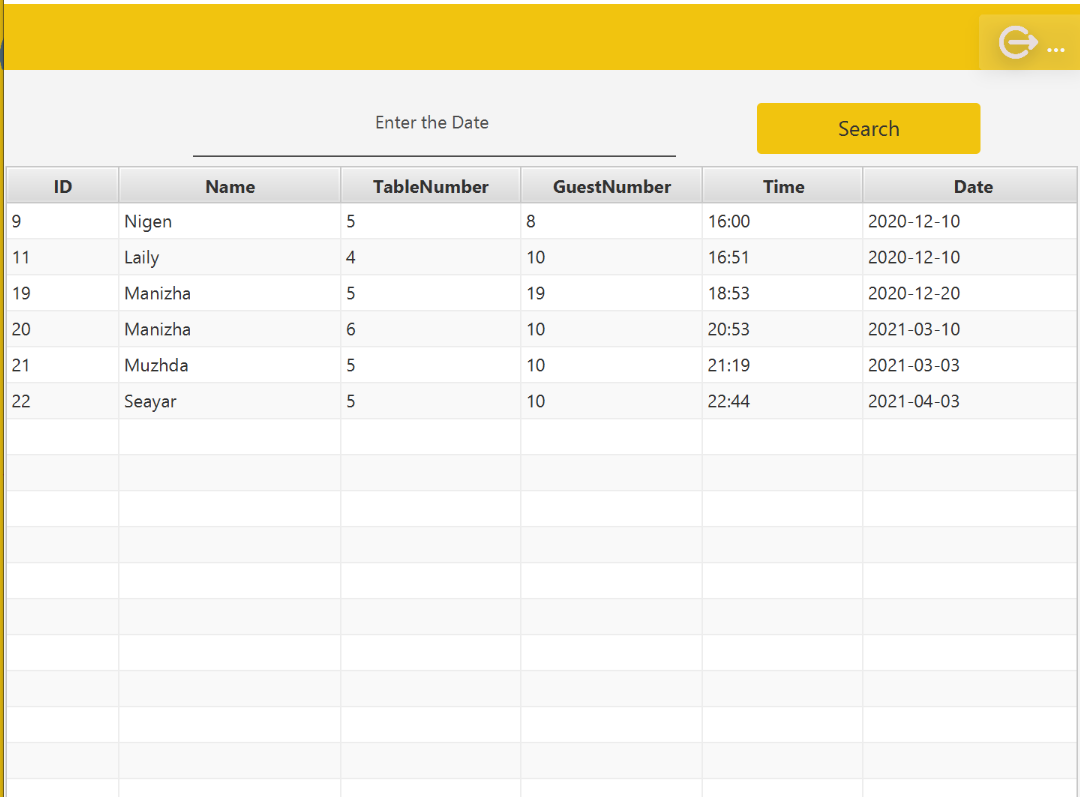 ...
Enter the Date
Search
ID Name TableNumber GuestNumber Time Date
9 Nigen 5 8 16:00 2020-12-10
11 Laily 4 10 16:51 2020-12-10
19 Manizha 5 19 18:53 2020-12-20
20 Manizha 6 10 20:53 2021-03-10
21 Muzhda 5 10 21:19 2021-03-03
22 Seayar 5 10 22:44 2021-04-03